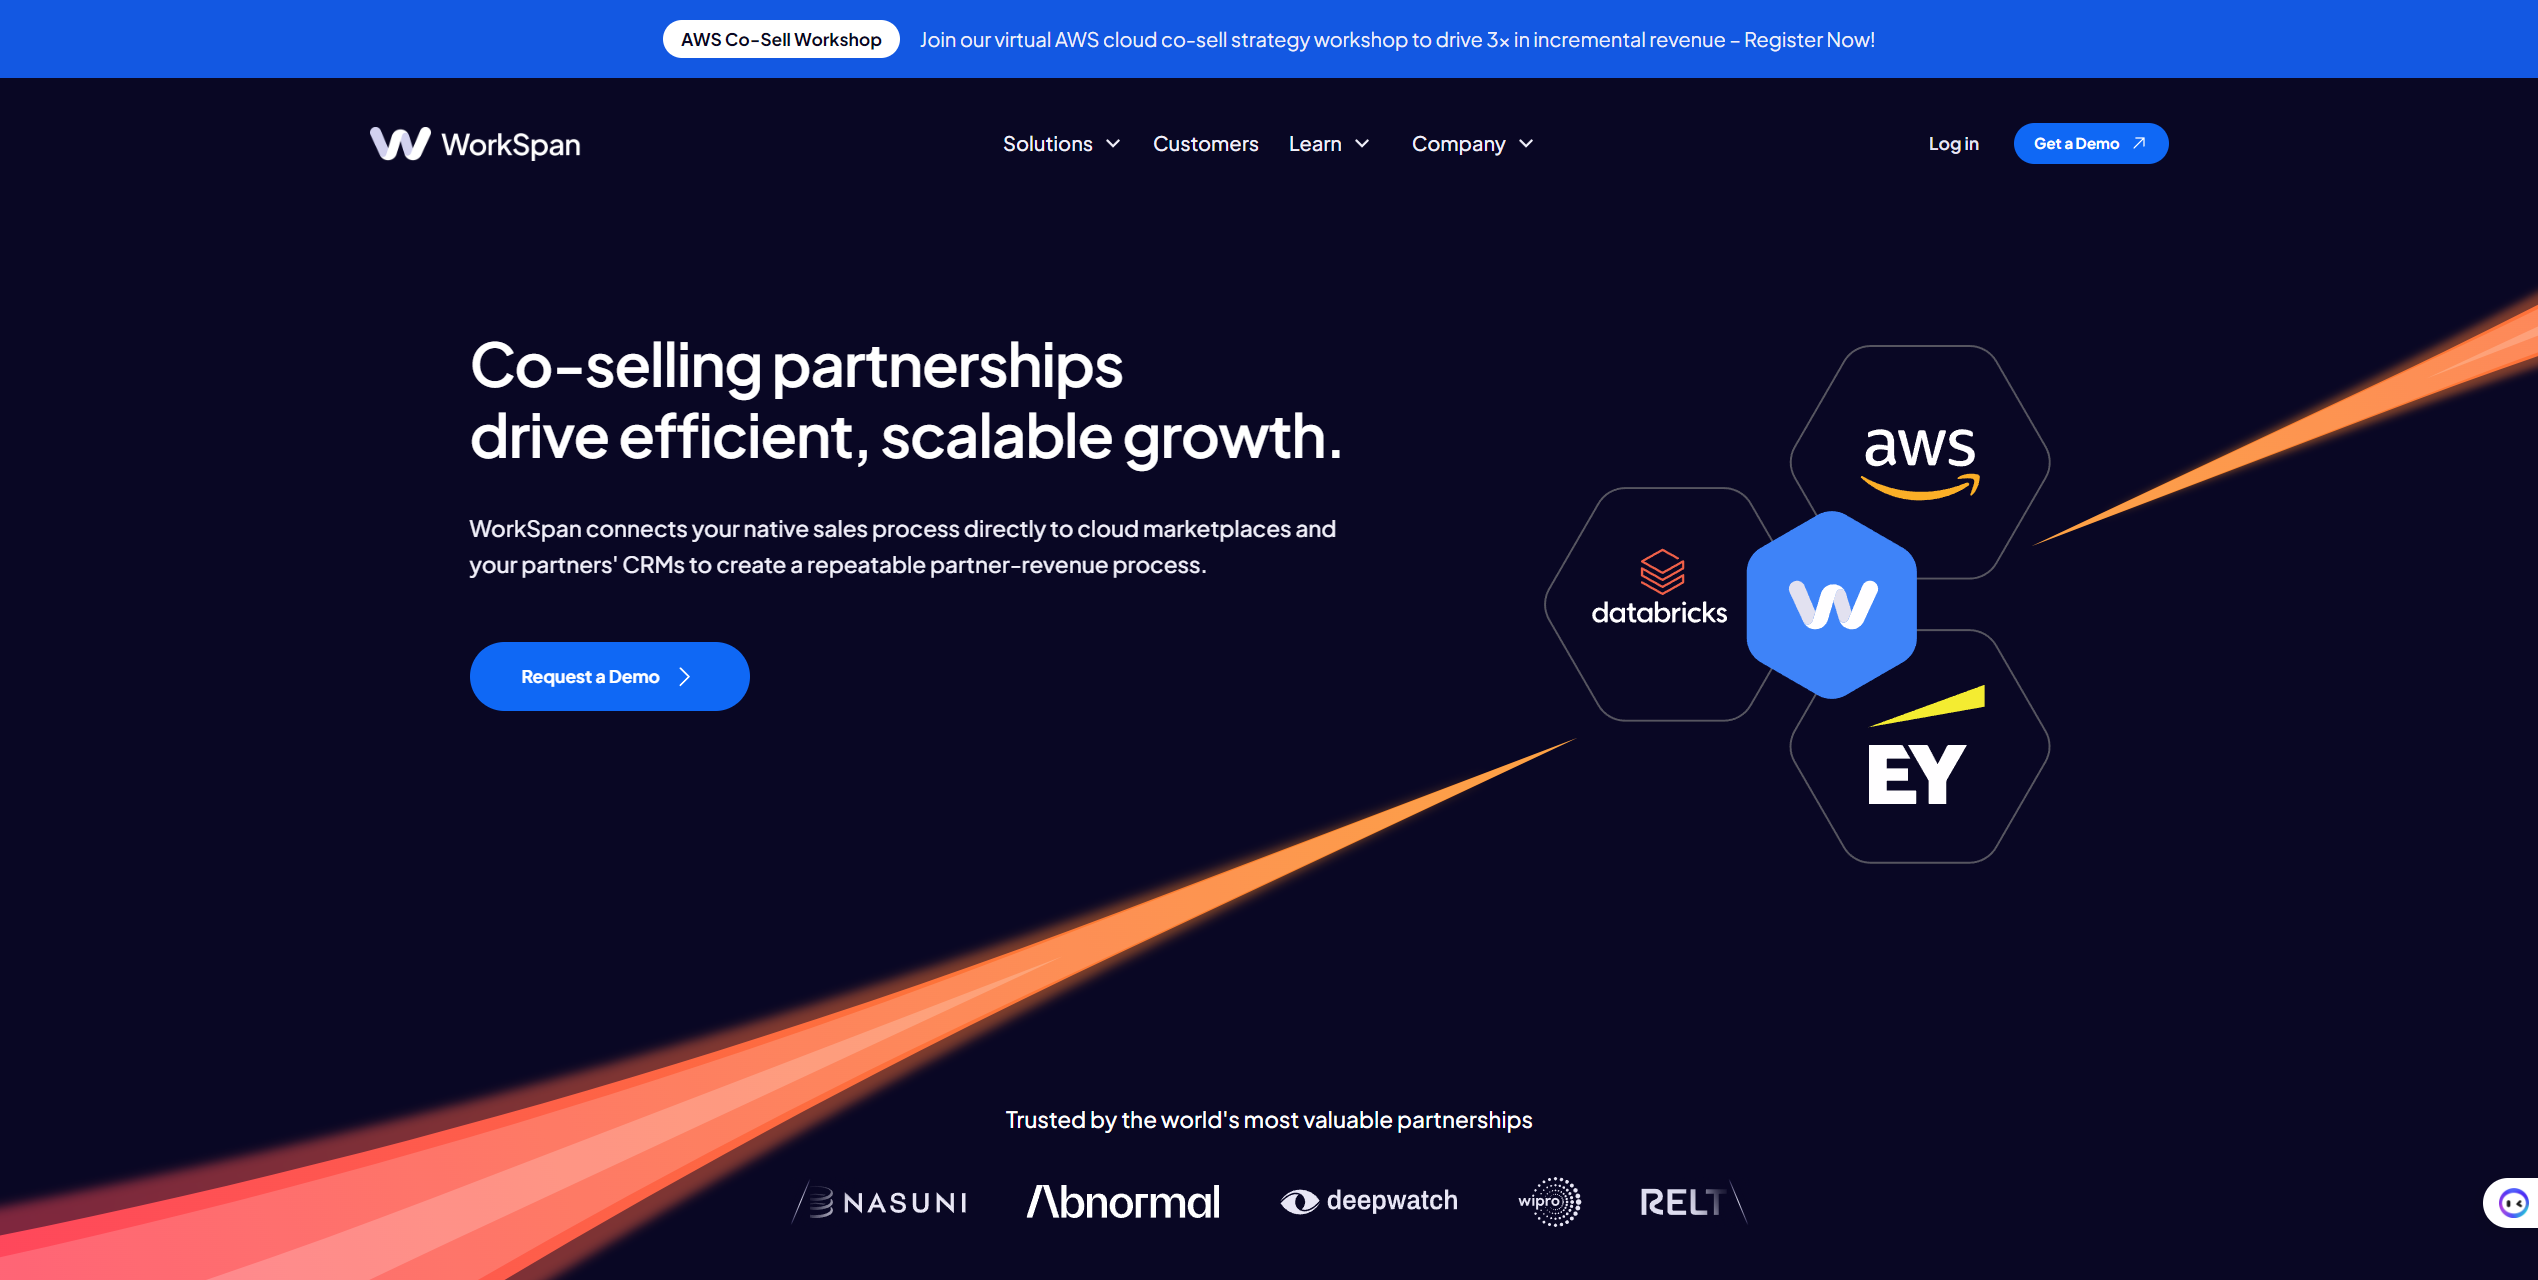 AWS Co-Sell Workshop
Join our virtual AWS cloud co-sell strategy workshop to drive 3x in incremental revenue – Register Now!
WorkSpan
Solutions
Customers
Learn
Company
Log in
Get a Demo
Co-selling partnerships
drive efficient, scalable growth.
WorkSpan connects your native sales process directly to cloud marketplaces and
your partners' CRMs to create a repeatable partner-revenue process.
Request a Demo
aws
databricks
EY
Trusted by the world's most valuable partnerships
NASUNI
Abnormal
deepwatch
wipro
RELT